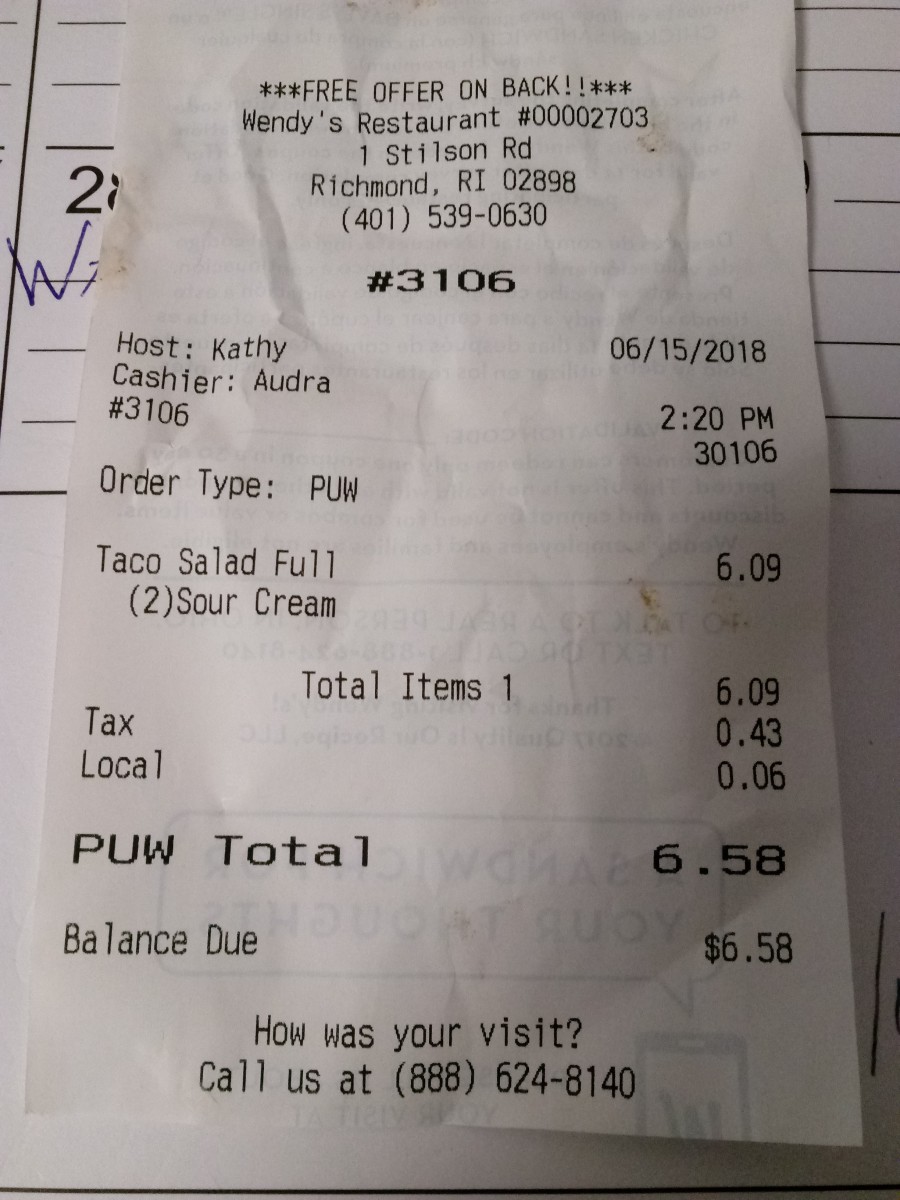 ***FREE OFFER ON BACK!!***
Wendy's Restaurant #00002703
1 Stilson Rd
Richmond, RI 02898
(401) 539-0630
#3106
Host: Kathy 06/15/2018
Cashier: Audra
#3106 2:20 PM
30106
Order Type: PUW
Taco Salad Full 6.09
(2)Sour Cream
Total Items 1 6.09
Tax 0.43
Local 0.06
PUW Total 6.58
Balance Due $6.58
How was your visit?
Call us at (888) 624-8140